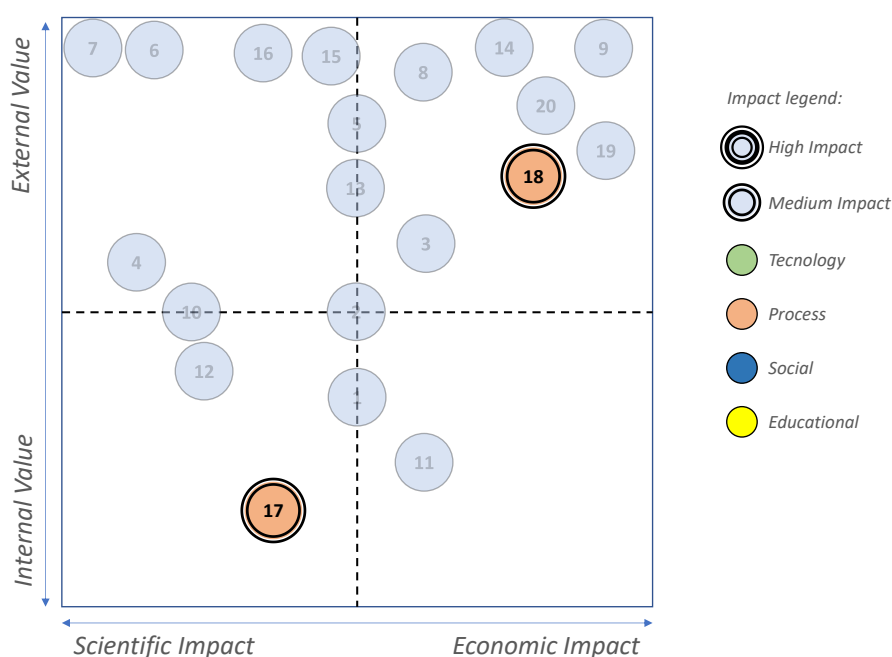 External Value
Internal Value
7
6
16
15
8
14
9
5
20
19
13
18
3
4
10
2
12
1
11
17
Scientific Impact
Economic Impact
Impact legend:
High Impact
Medium Impact
Tecnology
Process
Social
Educational